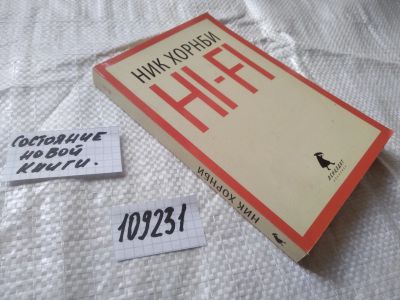 НИК ХОРНБИ
HI-FI
НИК ХОРНБИ
СОСТОЯНИЕ
НОВОЙ
КНИГИ.
109231